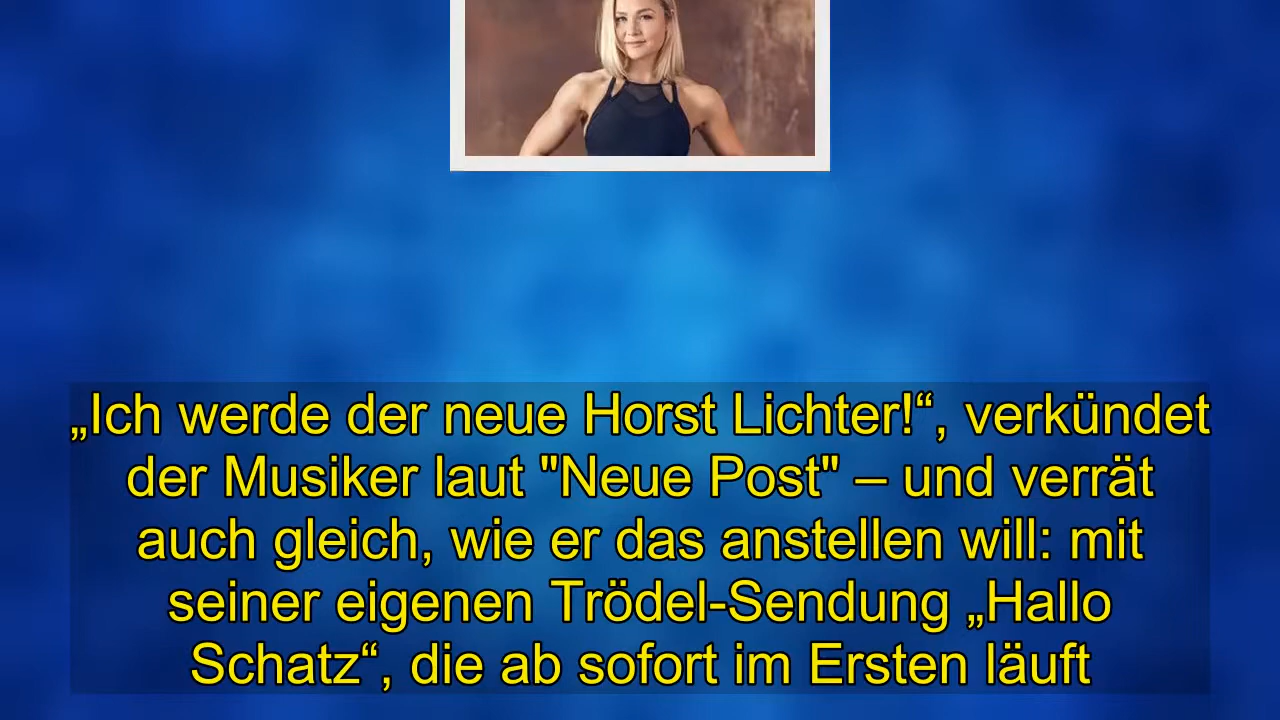 „Ich werde der neue Horst Lichter!“, verkündet
der Musiker laut "Neue Post" – und verrät
auch gleich, wie er das anstellen will: mit
seiner eigenen Trödel-Sendung „Hallo
Schatz“, die ab sofort im Ersten läuft